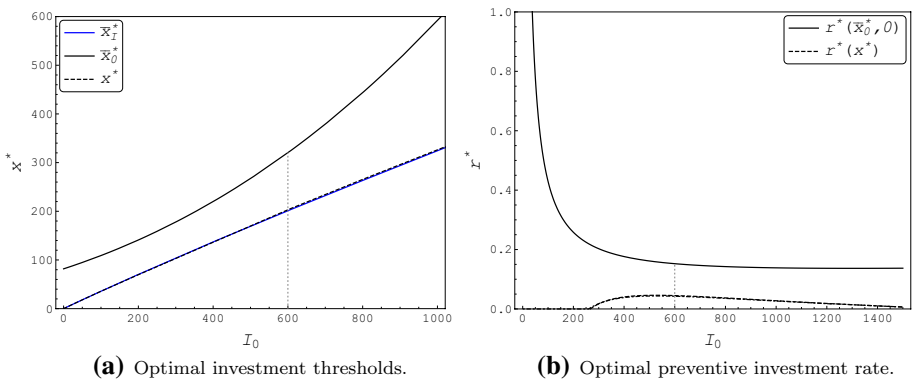 600
500
400
300
200
100
0
0
200
400
600
800
1000
x*
I₀
x̄*_I
x̄*_0
x*
(a) Optimal investment thresholds.
1.0
0.8
0.6
0.4
0.2
0.0
0
200
400
600
800
1000
1200
1400
r*
I₀
r*(x̄*_0,0)
r*(x*)
(b) Optimal preventive investment rate.